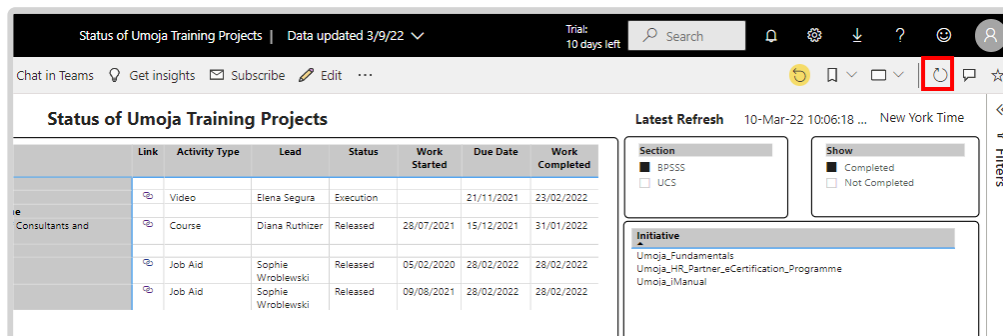 Status of Umoja Training Projects | Data updated 3/9/22
Trial:
10 days left
Search
Chat in Teams Get insights Subscribe Edit ...
Status of Umoja Training Projects
Latest Refresh 10-Mar-22 10:06:18 ... New York Time
Link Activity Type Lead Status Work Started Due Date Work Completed
Video Elena Segura Execution 21/11/2021 23/02/2022
Consultants and Course Diana Ruthizer Released 28/07/2021 15/12/2021 31/01/2022
Job Aid Sophie Wroblewski Released 05/02/2020 28/02/2022 28/02/2022
Job Aid Sophie Wroblewski Released 09/08/2021 28/02/2022 28/02/2022
Section
BPSSS
UCS
Show
Completed
Not Completed
Initiative
Umoja_Fundamentals
Umoja_HR_Partner_eCertification_Programme
Umoja_iManual
Filters